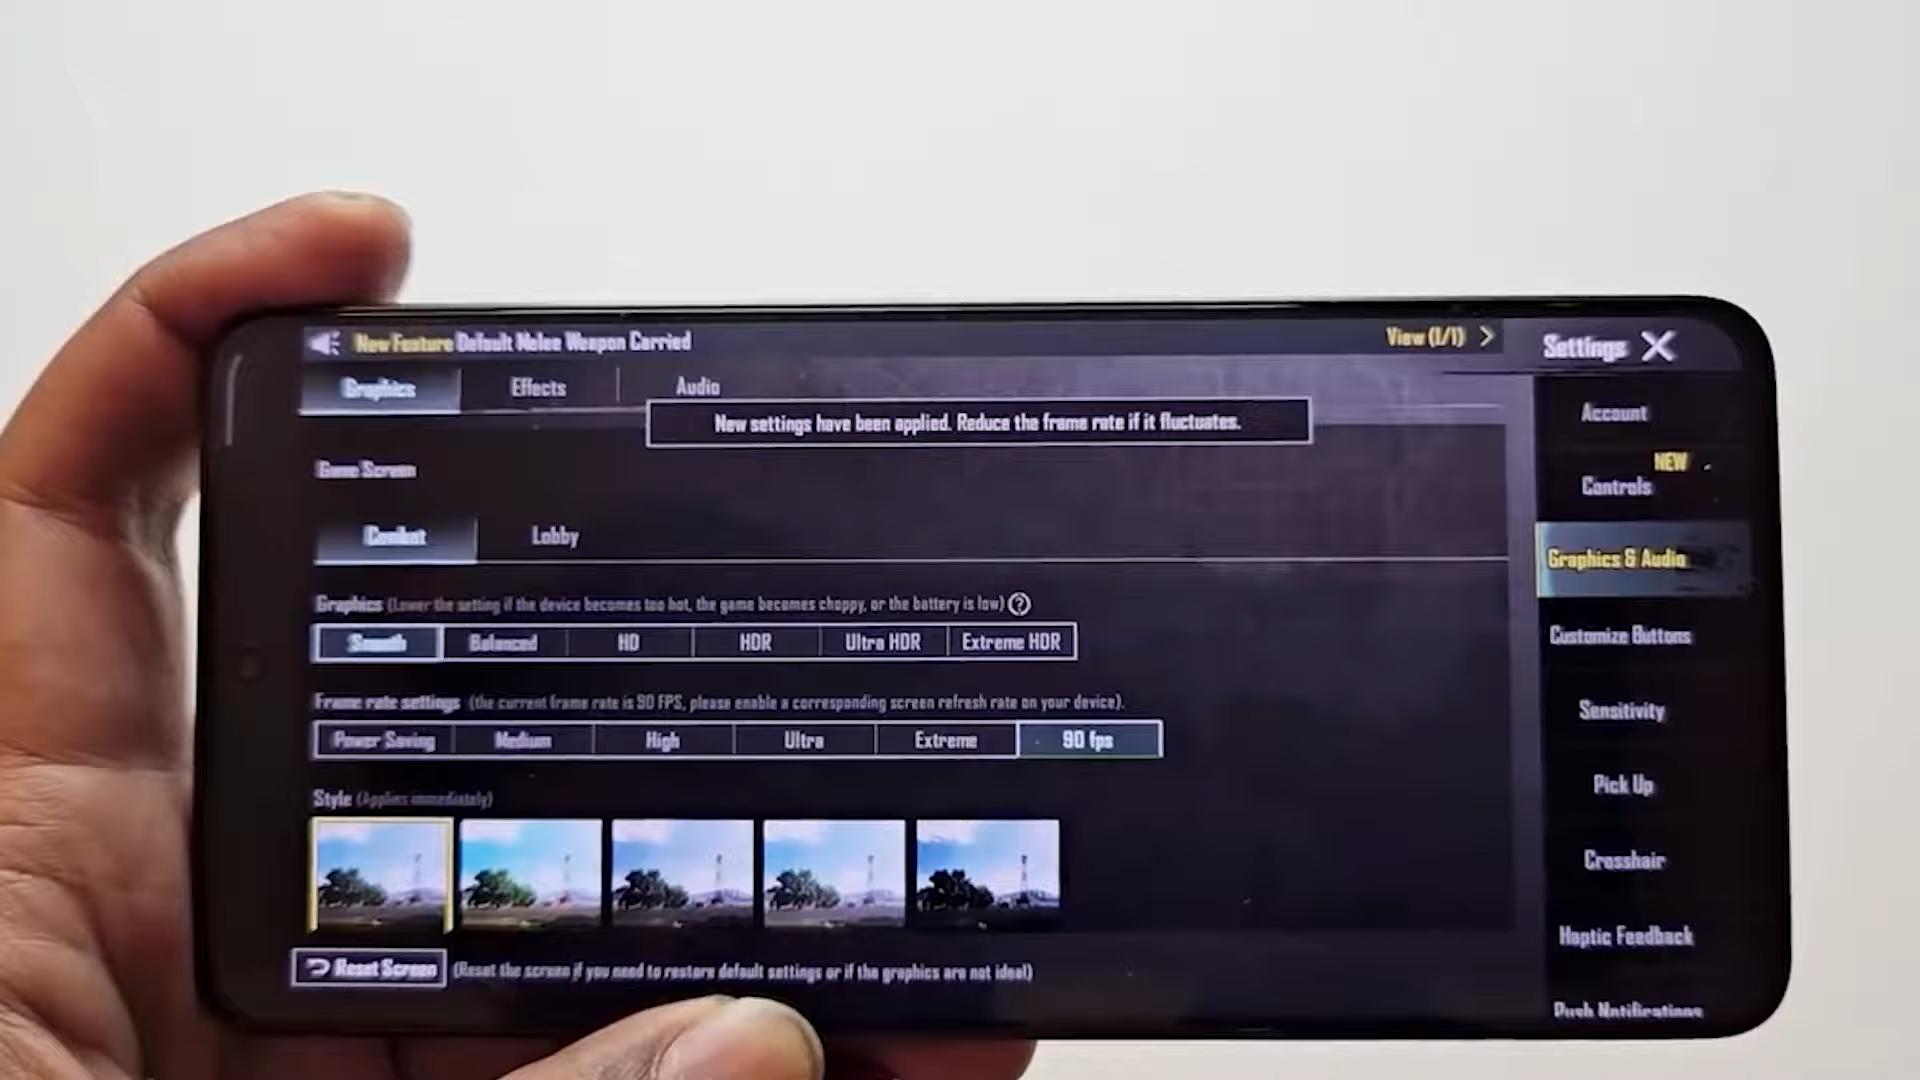 New Feature Default Melee Weapon Carried
View (1/1) >
Settings X
Graphics Effects Audio
New settings have been applied. Reduce the frame rate if it fluctuates.
Account
Game Screen
NEW
Controls
Combat Lobby
Graphics & Audio
Graphics (Lower the setting if the device becomes too hot, the game becomes choppy, or the battery is low) ?
Smooth Balanced HD HDR Ultra HDR Extreme HDR
Customize Buttons
Frame rate settings (the current frame rate is 90 FPS, please enable a corresponding screen refresh rate on your device).
Power Saving Medium High Ultra Extreme 90 fps
Sensitivity
Pick Up
Style (Applies immediately)
Crosshair
Haptic Feedback
Reset Screen (Reset the screen if you need to restore default settings or if the graphics are not ideal)
Push Notifications